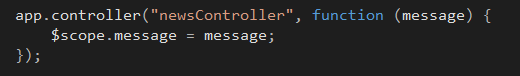 app.controller("newsController", function (message) {
    $scope.message = message;
});